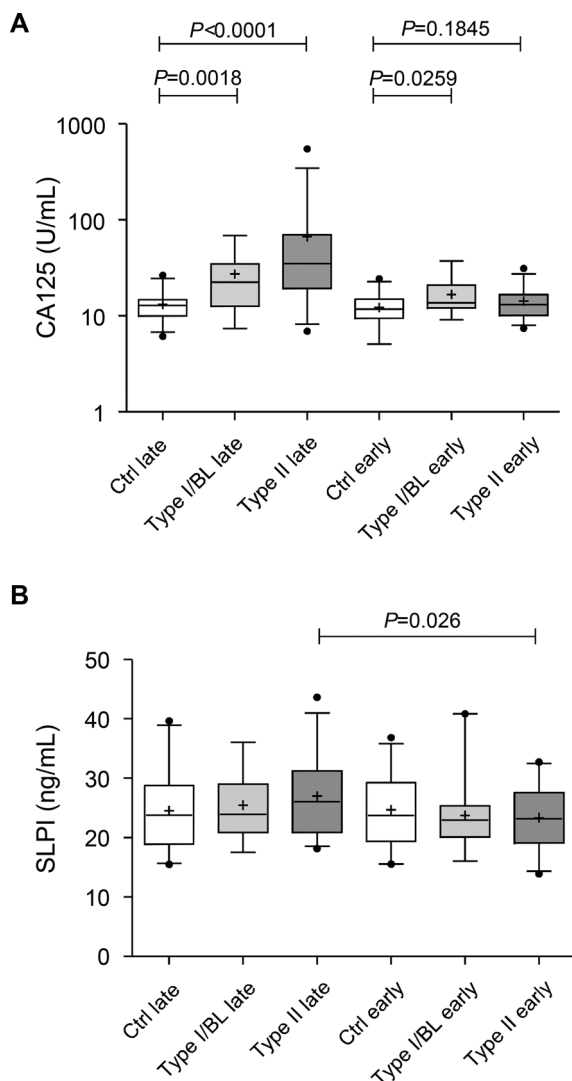 A
P<0.0001
P=0.1845
P=0.0018
P=0.0259
1000
100
10
1
CA125 (U/mL)
Ctrl late
Type I/BL late
Type II late
Ctrl early
Type I/BL early
Type II early
B
P=0.026
50
40
30
20
10
0
SLPI (ng/mL)
Ctrl late
Type I/BL late
Type II late
Ctrl early
Type I/BL early
Type II early